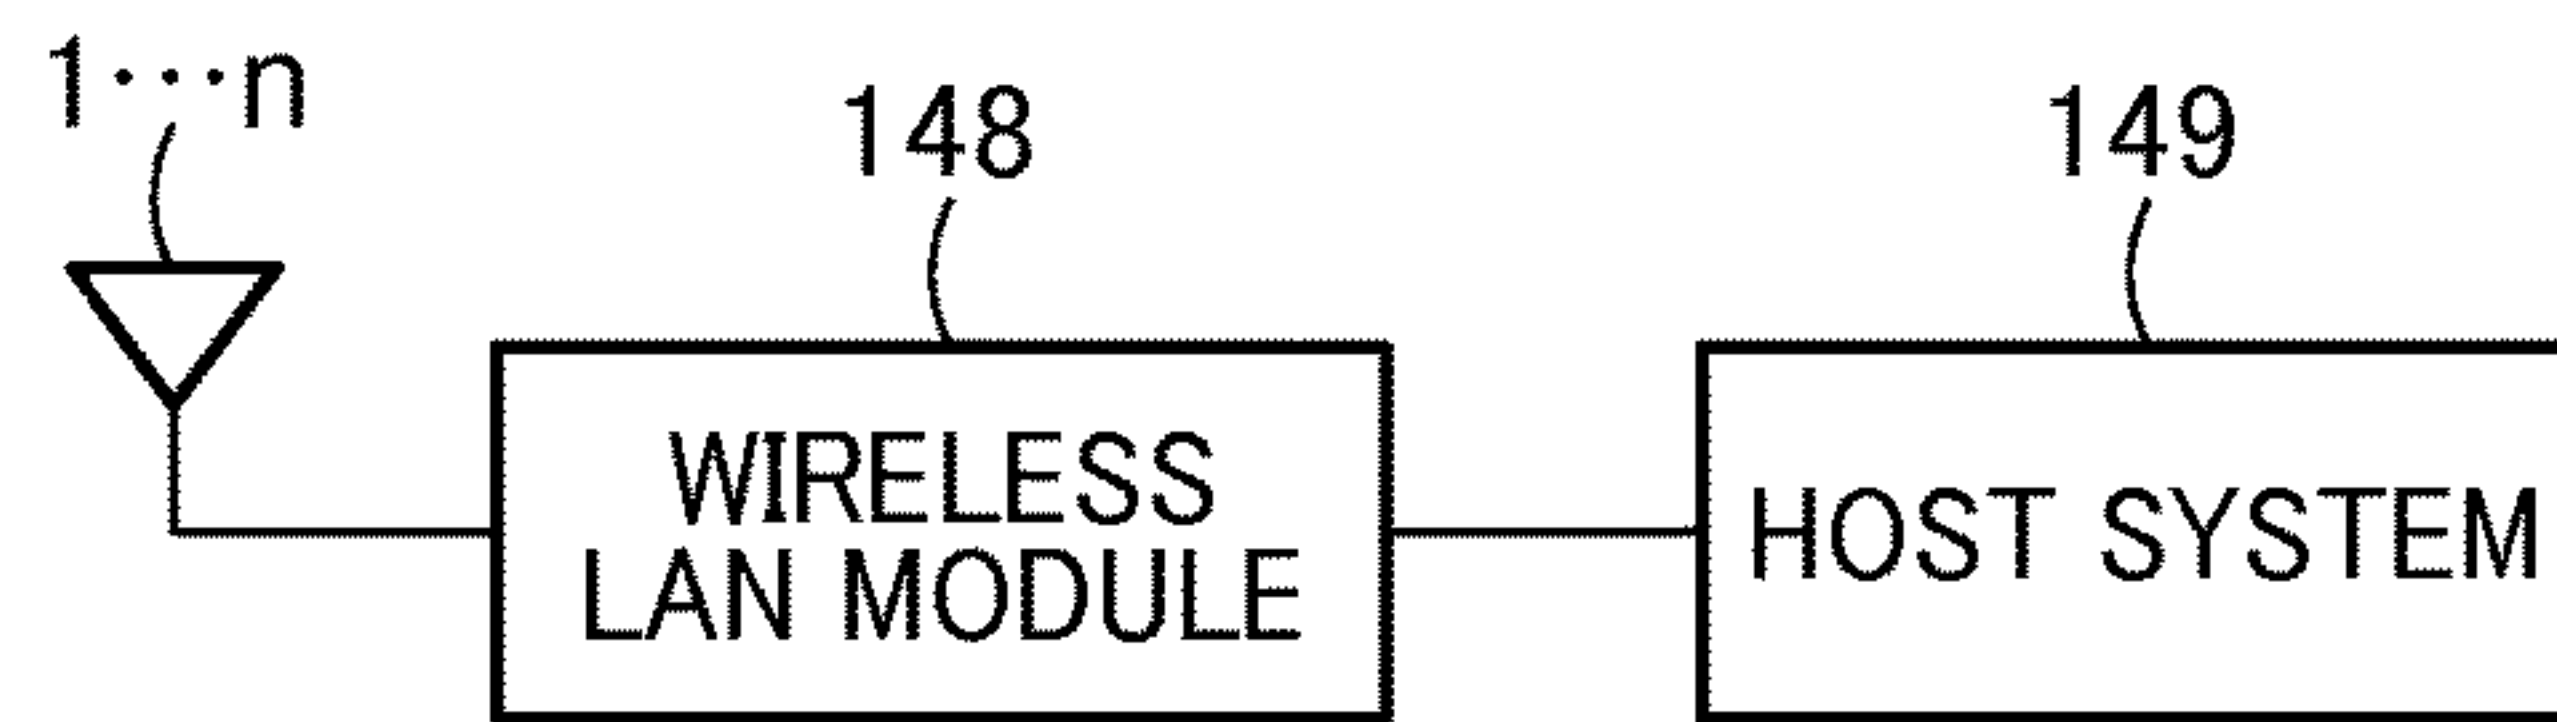 1···n
148
149
WIRELESS
LAN MODULE
HOST SYSTEM